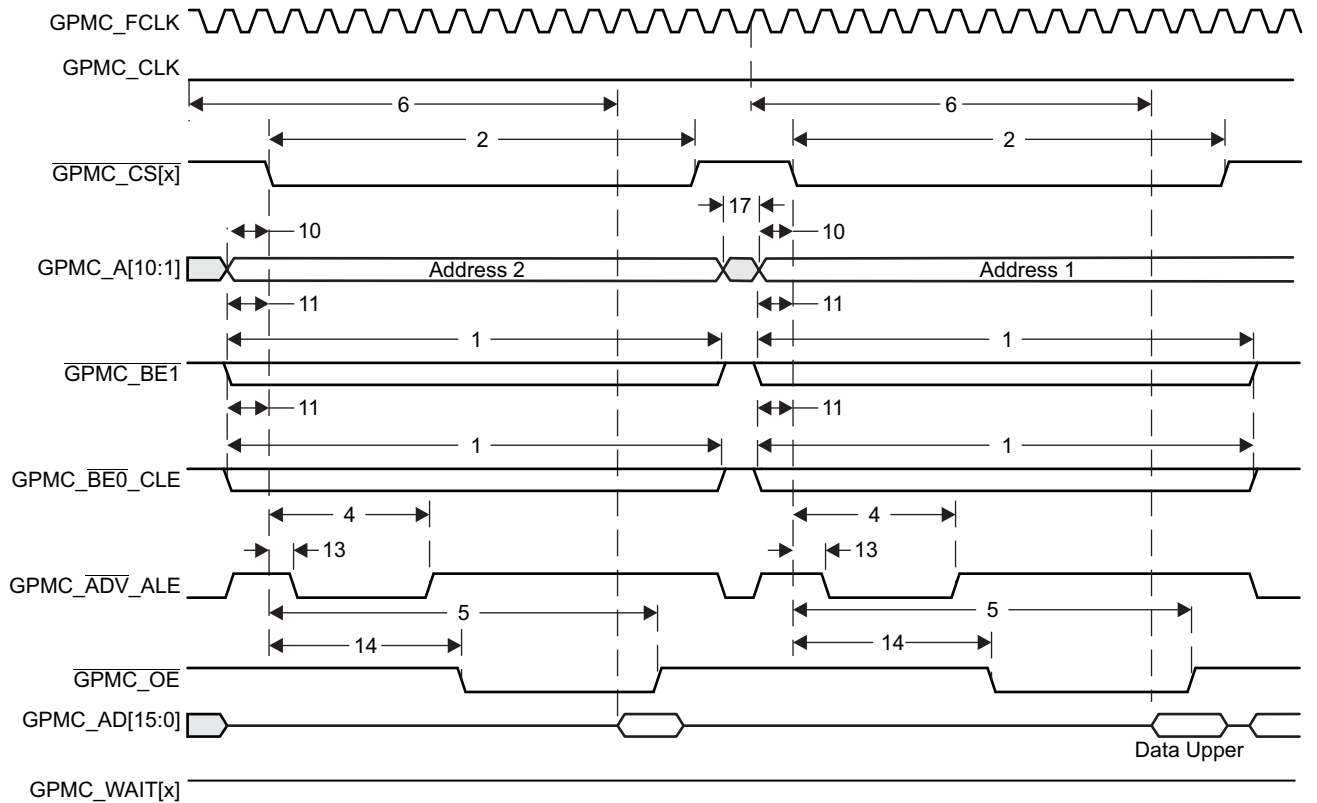 GPMC_FCLK
GPMC_CLK
6 6
2 2
GPMC_CS[x]
17
10 10
GPMC_A[10:1] Address 2 Address 1
11 11
1 1
GPMC_BE1
11 11
1 1
GPMC_BE0_CLE
4 4
13 13
GPMC_ADV_ALE
5 5
14 14
GPMC_OE
GPMC_AD[15:0]
Data Upper
GPMC_WAIT[x]